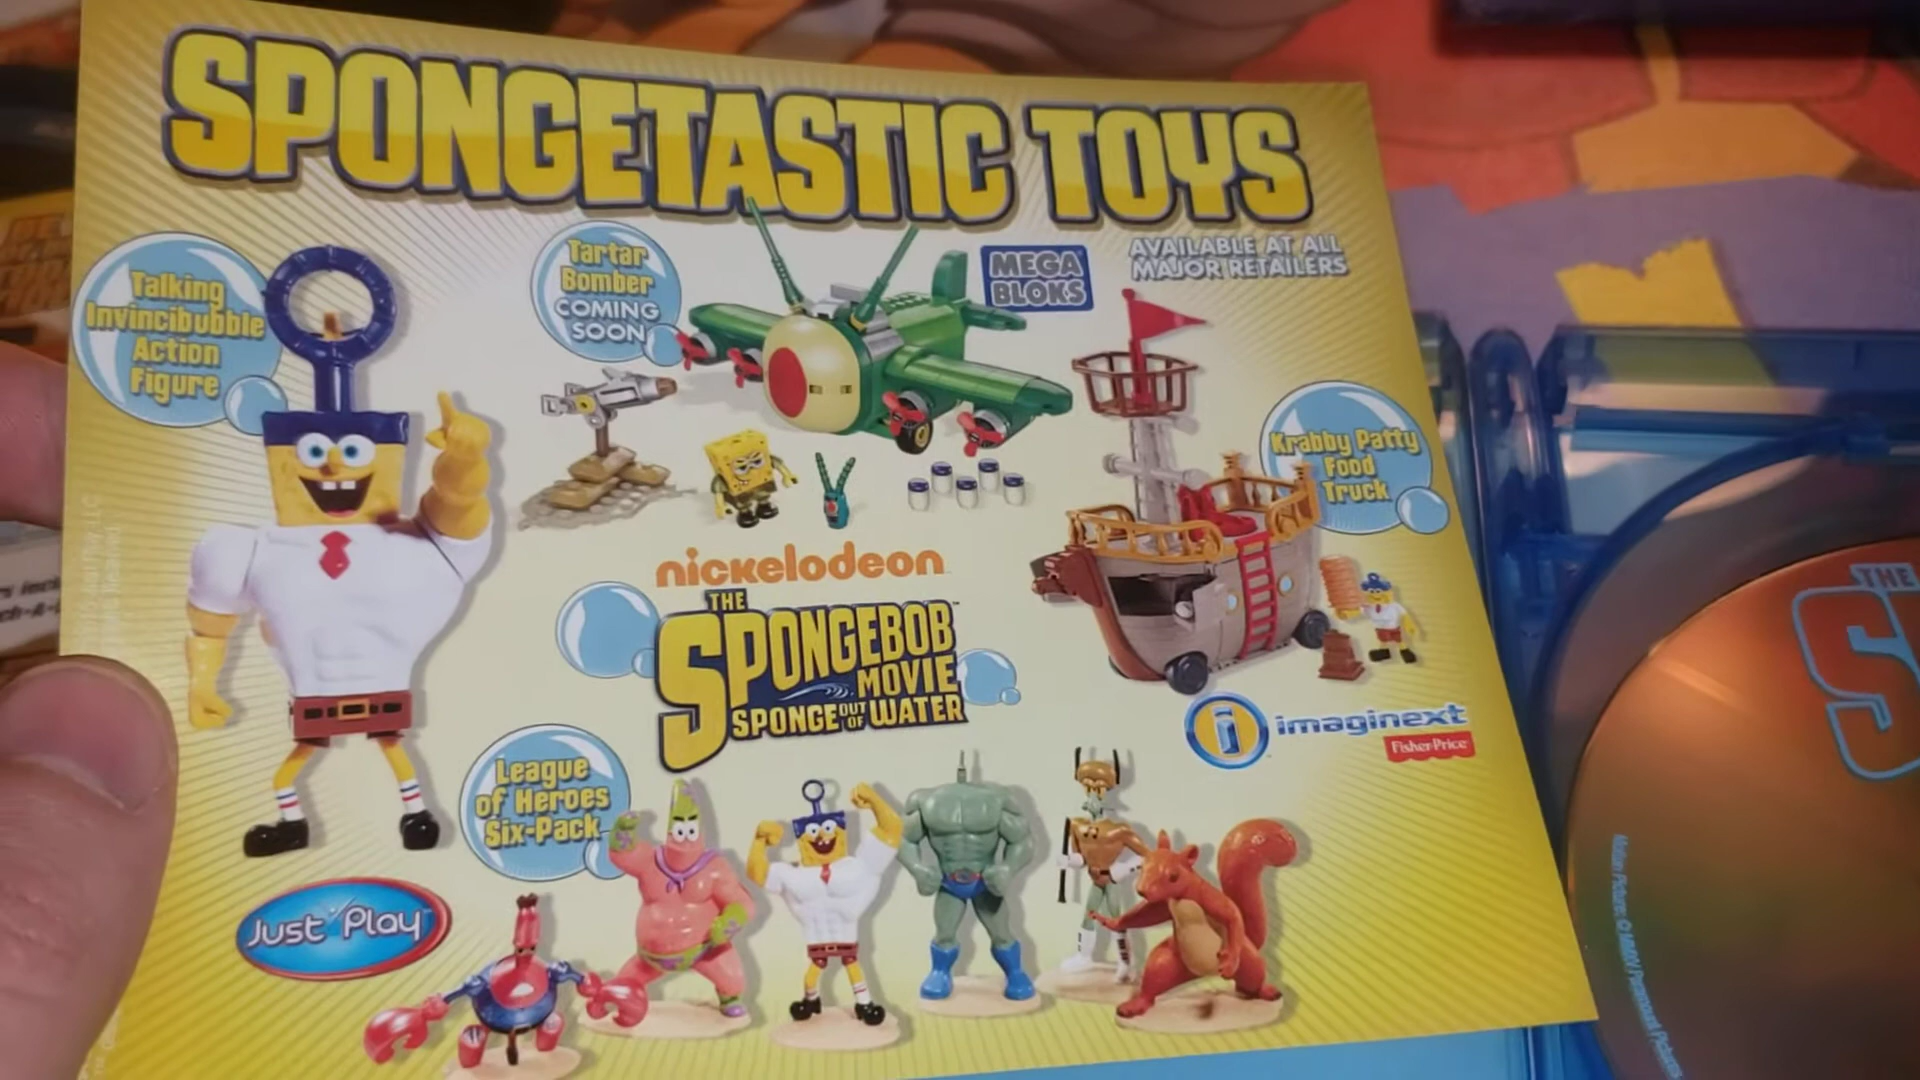 SPONGETASTIC TOYS
Talking
Invincibubble
Action
Figure
Tartar
Bomber
COMING
SOON
MEGA
BLOKS
AVAILABLE AT ALL
MAJOR RETAILERS
Krabby Patty
Food
Truck
nickelodeon
THE
SPONGEBOB
MOVIE
SPONGE OUT OF WATER
imaginext
Fisher-Price
League
of Heroes
Six-Pack
Just Play
THE
S